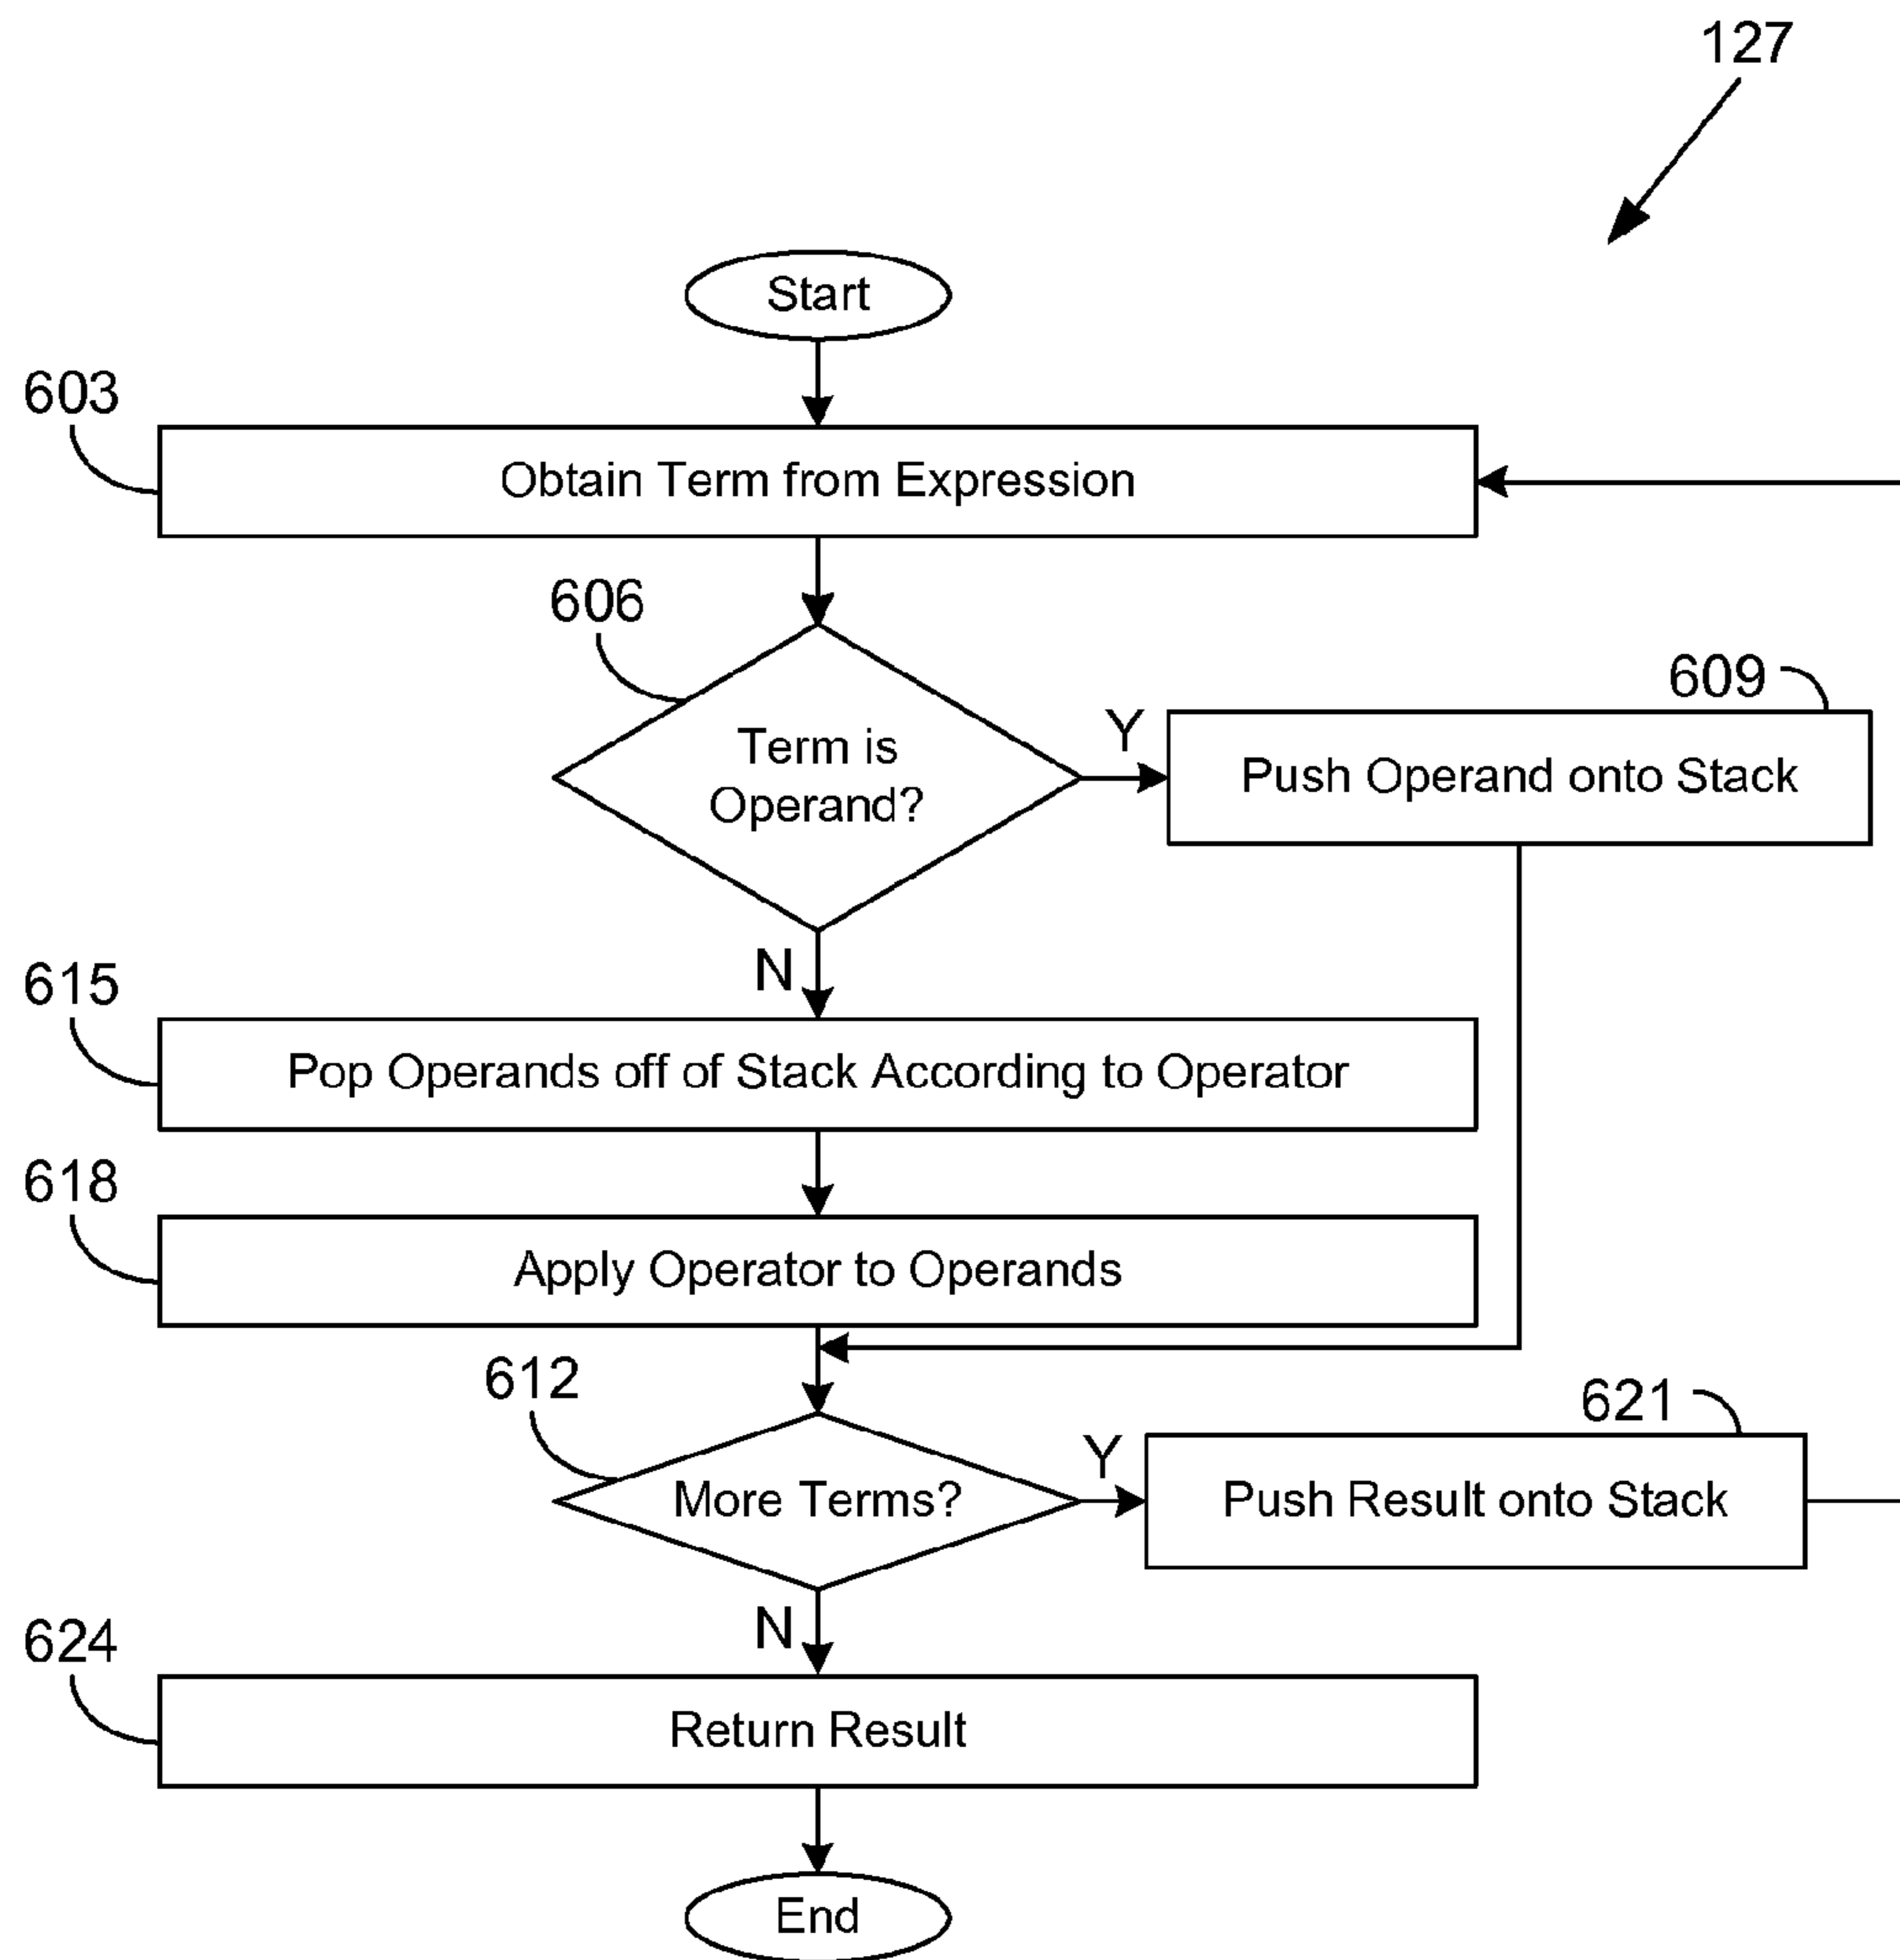 127
Start
603
Obtain Term from Expression
606
Term is
Operand?
Y
609
Push Operand onto Stack
N
615
Pop Operands off of Stack According to Operator
618
Apply Operator to Operands
612
More Terms?
Y
621
Push Result onto Stack
N
624
Return Result
End